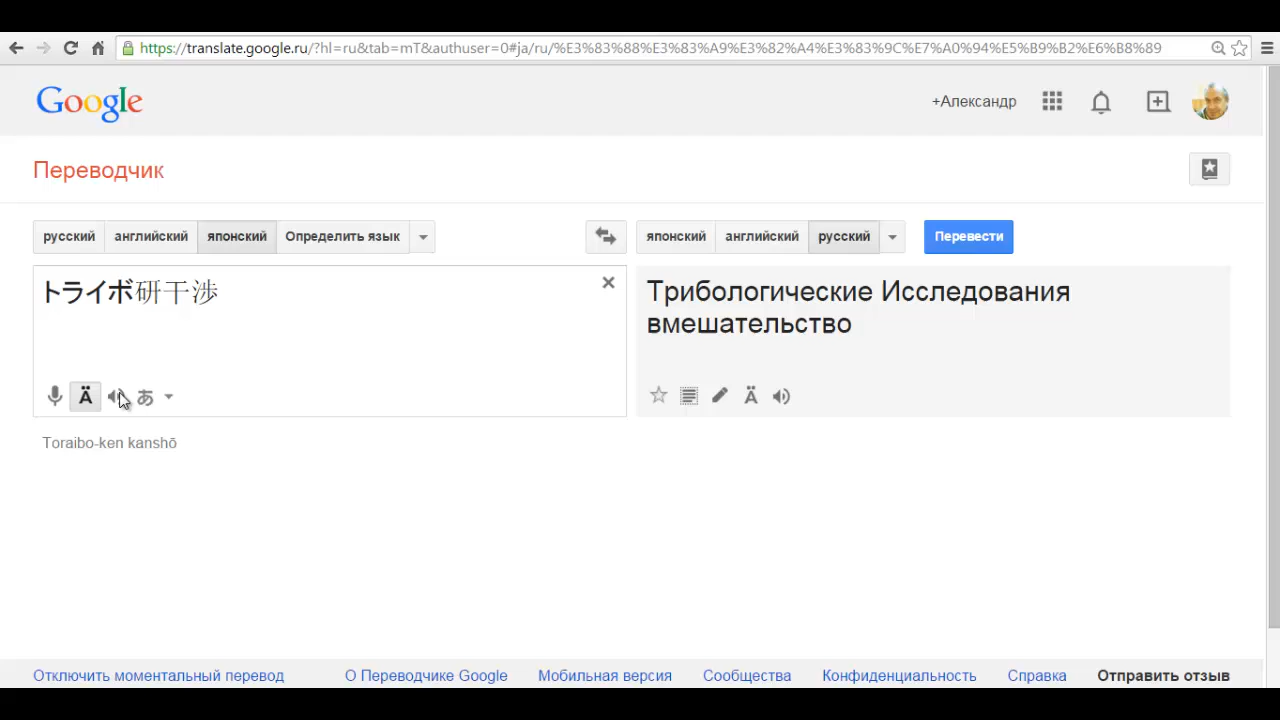 https://translate.google.ru/?hl=ru&tab=mT&authuser=0#ja/ru/%E3%83%88%E3%83%A9%E3%82%A4%E3%83%9C%E7%A0%94%E5%B9%B2%E6%B8%89
Google
+Александр
Переводчик
русский английский японский Определить язык
японский английский русский Перевести
トライボ研干渉
Трибологические Исследования
вмешательство
Ä あ
Ä
Toraibo-ken kanshō
Отключить моментальный перевод О Переводчике Google Мобильная версия Сообщества Конфиденциальность Справка Отправить отзыв